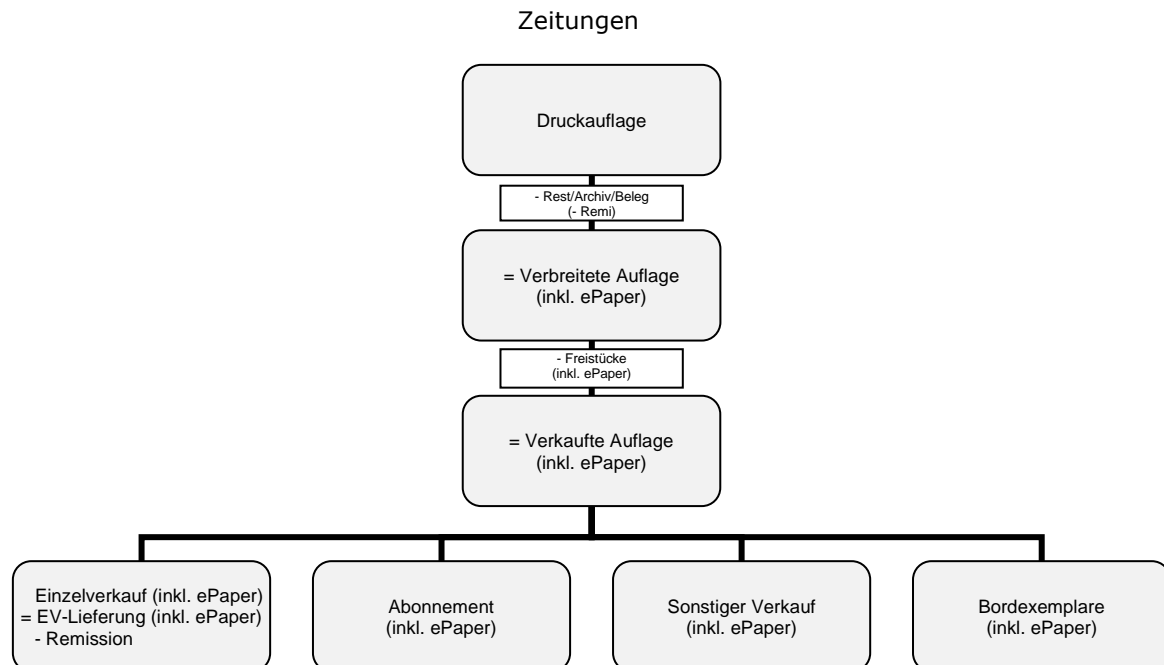 Zeitungen
Druckauflage
- Rest/Archiv/Beleg
(- Remi)
= Verbreitete Auflage
(inkl. ePaper)
- Freistücke
(inkl. ePaper)
= Verkaufte Auflage
(inkl. ePaper)
Einzelverkauf (inkl. ePaper)
= EV-Lieferung (inkl. ePaper)
- Remission
Abonnement
(inkl. ePaper)
Sonstiger Verkauf
(inkl. ePaper)
Bordexemplare
(inkl. ePaper)